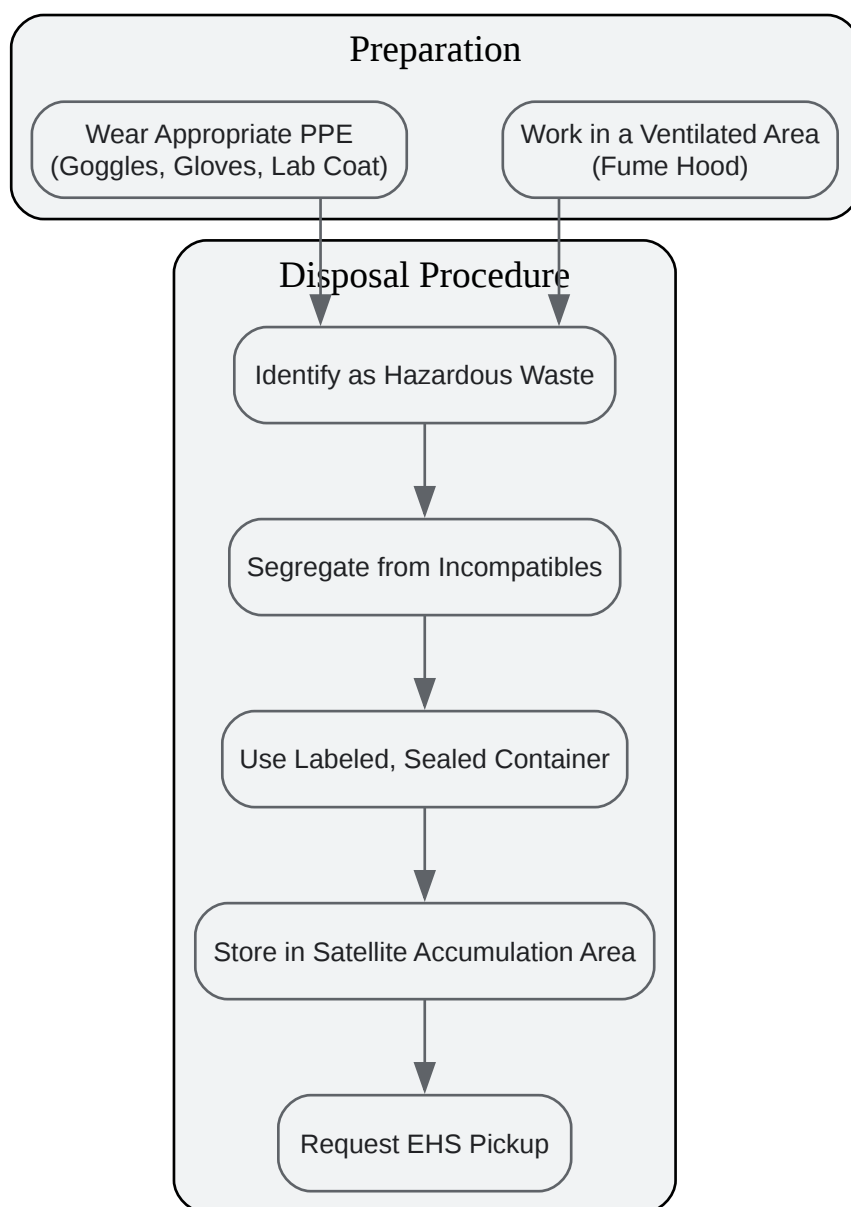 Preparation
Wear Appropriate PPE
(Goggles, Gloves, Lab Coat)
Work in a Ventilated Area
(Fume Hood)
Disposal Procedure
Identify as Hazardous Waste
Segregate from Incompatibles
Use Labeled, Sealed Container
Store in Satellite Accumulation Area
Request EHS Pickup